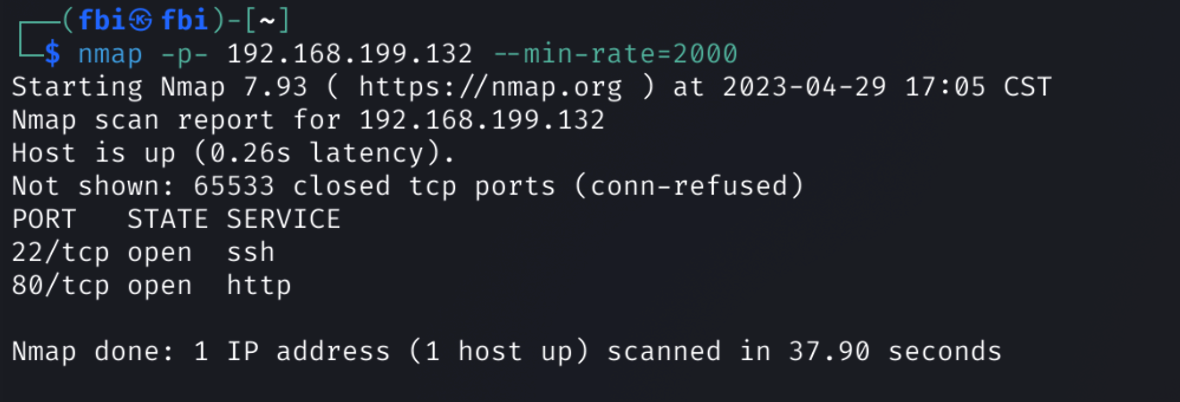 ┌──(fbi㉿fbi)-[~]
└─$ nmap -p- 192.168.199.132 --min-rate=2000
Starting Nmap 7.93 ( https://nmap.org ) at 2023-04-29 17:05 CST
Nmap scan report for 192.168.199.132
Host is up (0.26s latency).
Not shown: 65533 closed tcp ports (conn-refused)
PORT   STATE SERVICE
22/tcp open  ssh
80/tcp open  http
Nmap done: 1 IP address (1 host up) scanned in 37.90 seconds